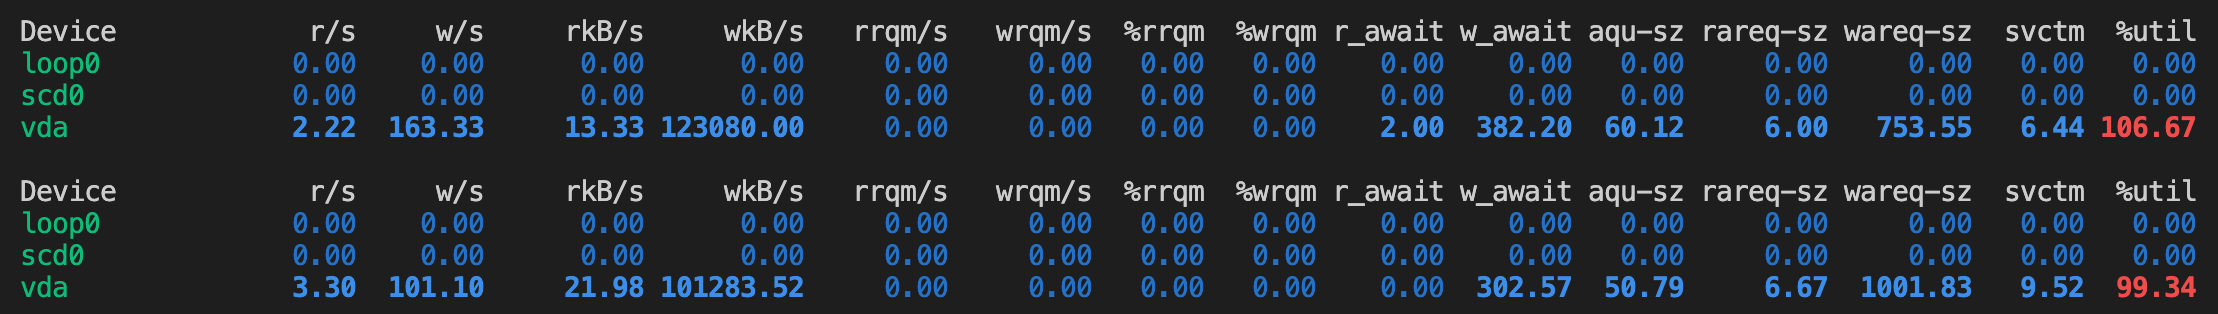 Device r/s w/s rkB/s wkB/s rrqm/s wrqm/s %rrqm %wrqm r_await w_await aqu-sz rareq-sz wareq-sz svctm %util
loop0 0.00 0.00 0.00 0.00 0.00 0.00 0.00 0.00 0.00 0.00 0.00 0.00 0.00 0.00 0.00
scd0 0.00 0.00 0.00 0.00 0.00 0.00 0.00 0.00 0.00 0.00 0.00 0.00 0.00 0.00 0.00
vda 2.22 163.33 13.33 123080.00 0.00 0.00 0.00 0.00 2.00 382.20 60.12 6.00 753.55 6.44 106.67
Device r/s w/s rkB/s wkB/s rrqm/s wrqm/s %rrqm %wrqm r_await w_await aqu-sz rareq-sz wareq-sz svctm %util
loop0 0.00 0.00 0.00 0.00 0.00 0.00 0.00 0.00 0.00 0.00 0.00 0.00 0.00 0.00 0.00
scd0 0.00 0.00 0.00 0.00 0.00 0.00 0.00 0.00 0.00 0.00 0.00 0.00 0.00 0.00 0.00
vda 3.30 101.10 21.98 101283.52 0.00 0.00 0.00 0.00 0.00 302.57 50.79 6.67 1001.83 9.52 99.34